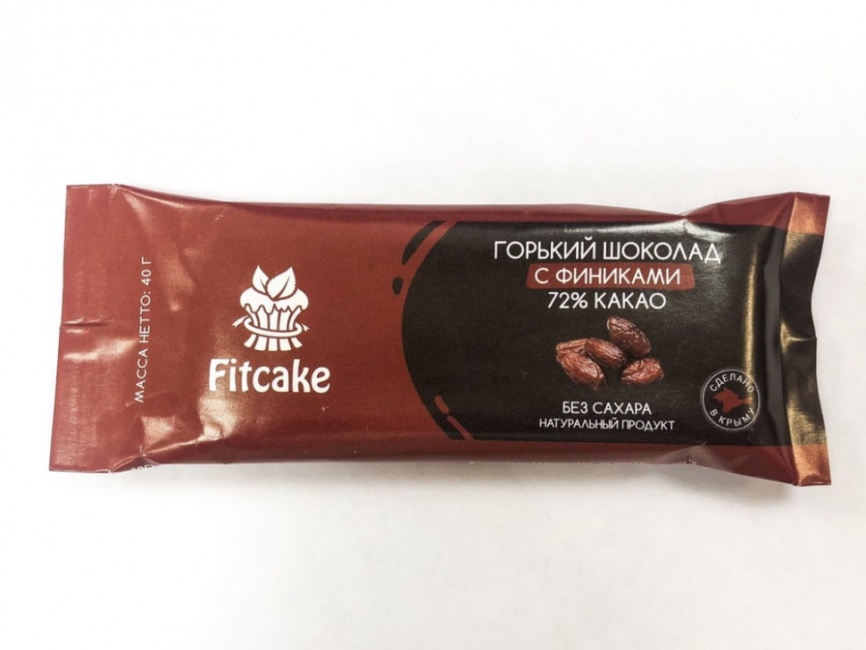 МАССА НЕТТО: 40 Г
Fitcake
ГОРЬКИЙ ШОКОЛАД
С ФИНИКАМИ
72% КАКАО
БЕЗ САХАРА
НАТУРАЛЬНЫЙ ПРОДУКТ
СДЕЛАНО
В КРЫМУ